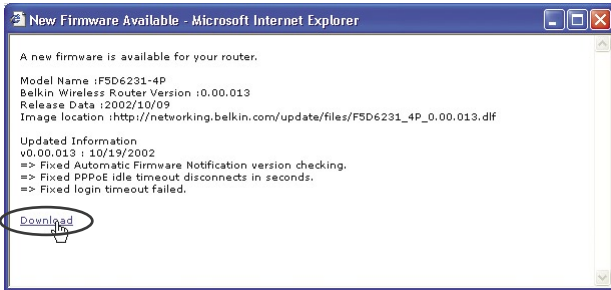 New Firmware Available - Microsoft Internet Explorer
A new firmware is available for your router.
Model Name :F5D6231-4P
Belkin Wireless Router Version :0.00.013
Release Data :2002/10/09
Image location :http://networking.belkin.com/update/files/F5D6231_4P_0.00.013.dlf
Updated Information
v0.00.013 : 10/19/2002
=> Fixed Automatic Firmware Notification version checking.
=> Fixed PPPoE idle timeout disconnects in seconds.
=> Fixed login timeout failed.
Download